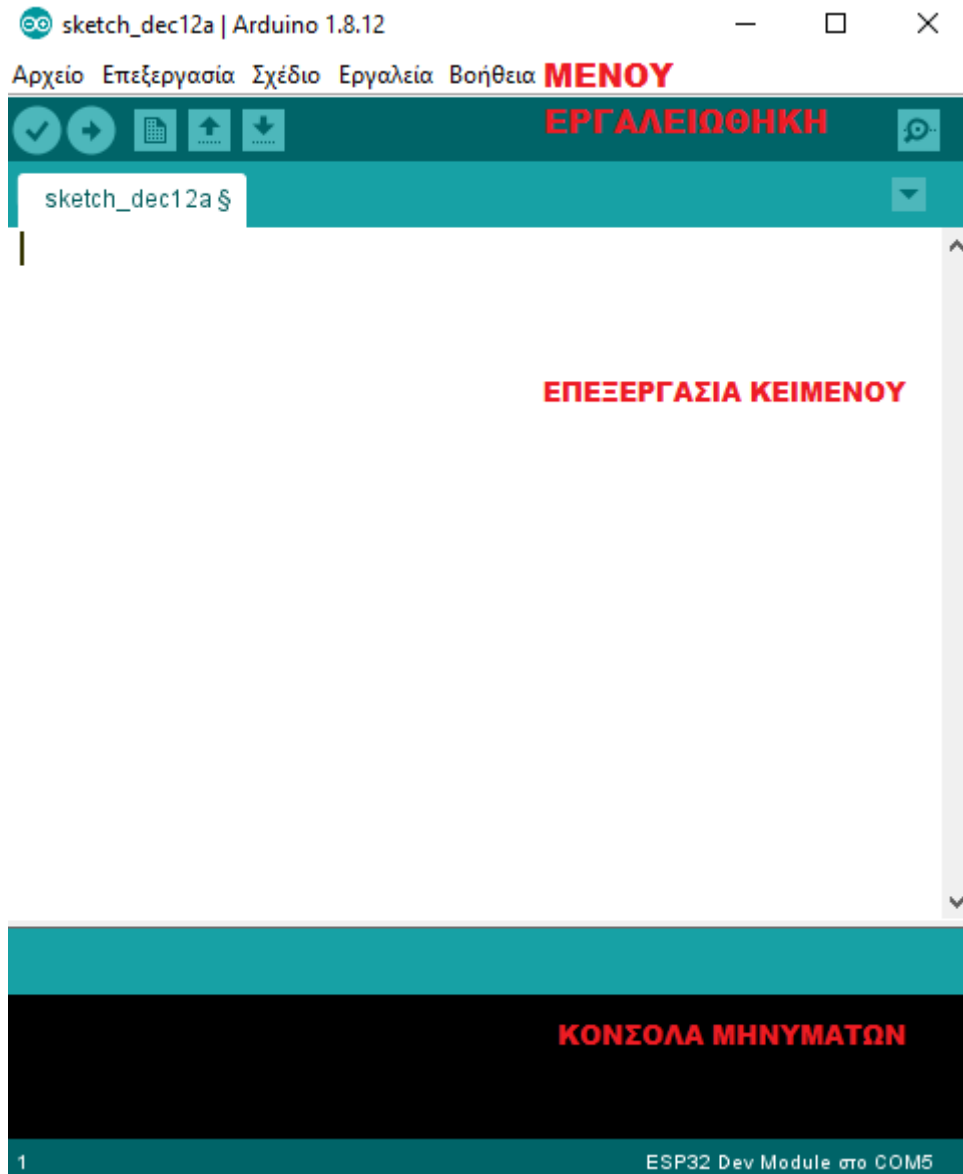 sketch_dec12a | Arduino 1.8.12
Αρχείο Επεξεργασία Σχέδιο Εργαλεία Βοήθεια ΜΕΝΟΥ
ΕΡΓΑΛΕΙΩΘΗΚΗ
sketch_dec12a §
ΕΠΕΞΕΡΓΑΣΙΑ ΚΕΙΜΕΝΟΥ
ΚΟΝΣΟΛΑ ΜΗΝΥΜΑΤΩΝ
1 ESP32 Dev Module στο COM5